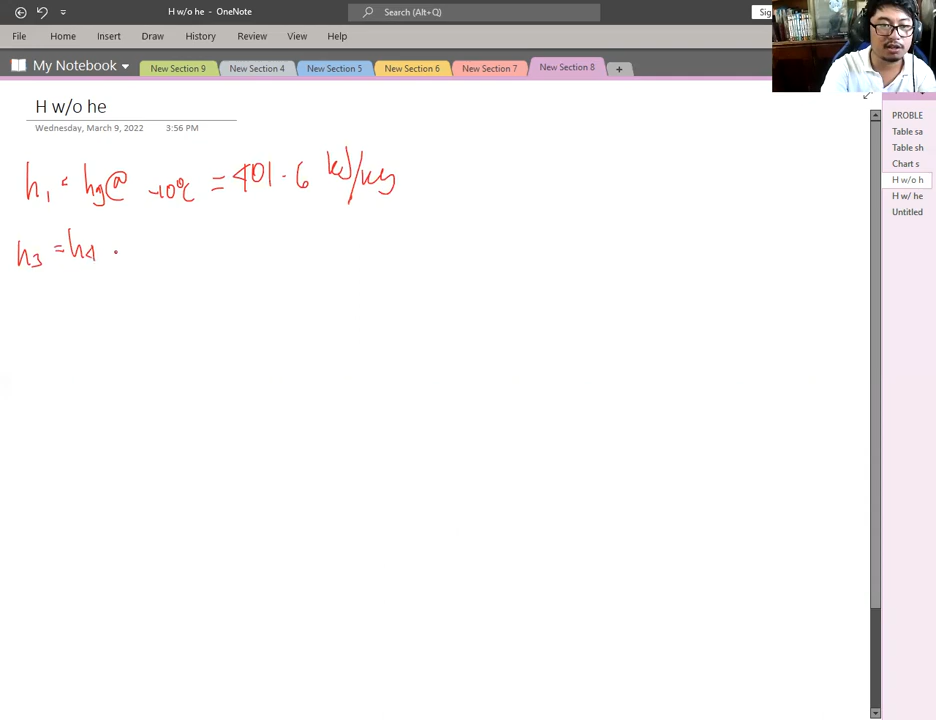 H w/o he - OneNote
Search (Alt+Q)
Sig
File Home Insert Draw History Review View Help
My Notebook
New Section 9 New Section 4 New Section 5 New Section 6 New Section 7 New Section 8 +
H w/o he
Wednesday, March 9, 2022 3:56 PM
h₁ = hg@ -10°C = 401.6 kJ/kg
h₃ = h₄
PROBLE
Table sa
Table sh
Chart s
H w/o h
H w/ he
Untitled